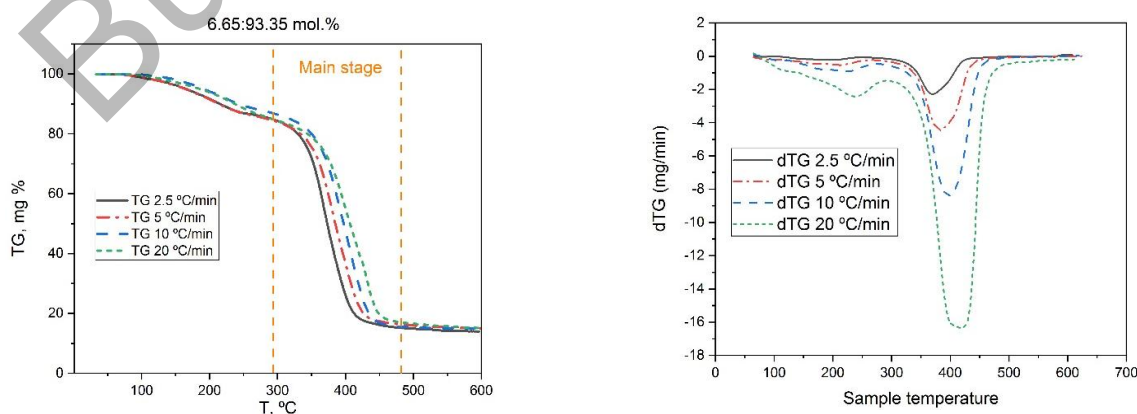 6.65:93.35 mol.%
Main stage
100
80
60
40
20
0
TG, mg %
TG 2.5 ºC/min
TG 5 ºC/min
TG 10 ºC/min
TG 20 ºC/min
100 200 300 400 500 600
T, ºC
2
0
-2
-4
-6
-8
-10
-12
-14
-16
-18
dTG (mg/min)
dTG 2.5 ºC/min
dTG 5 ºC/min
dTG 10 ºC/min
dTG 20 ºC/min
0 100 200 300 400 500 600 700
Sample temperature